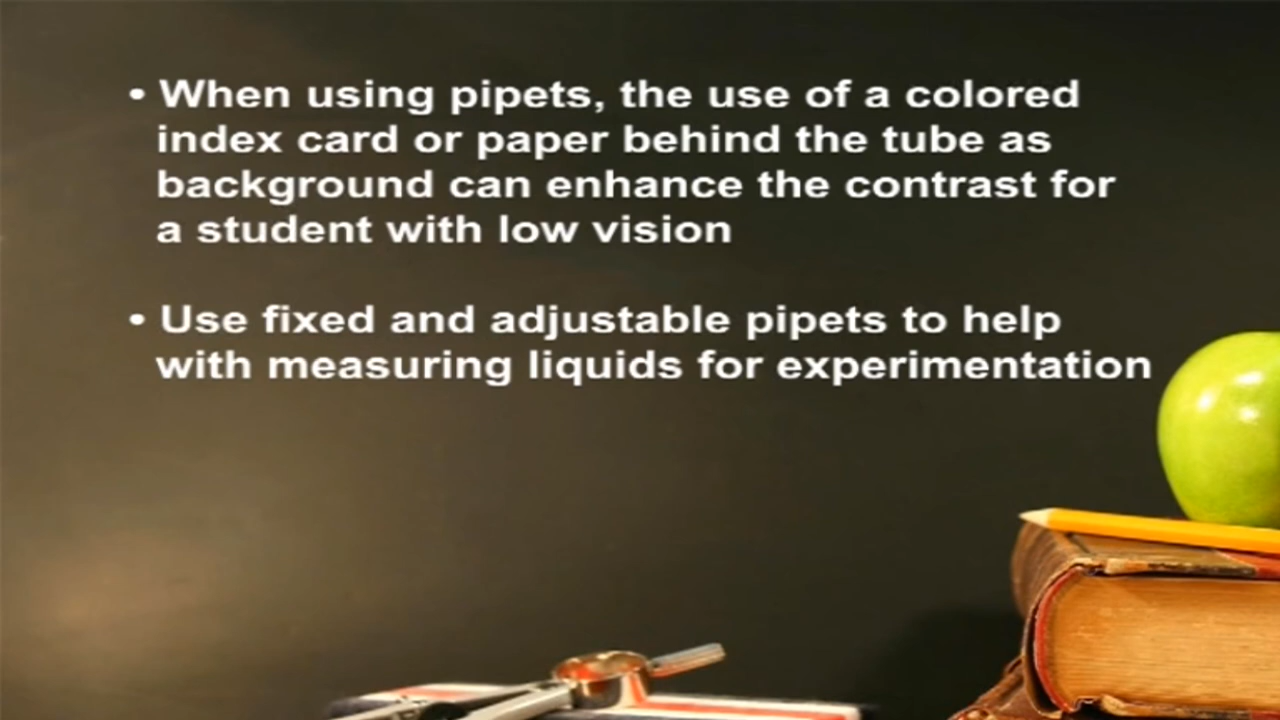 • When using pipets, the use of a colored
index card or paper behind the tube as
background can enhance the contrast for
a student with low vision
• Use fixed and adjustable pipets to help
with measuring liquids for experimentation